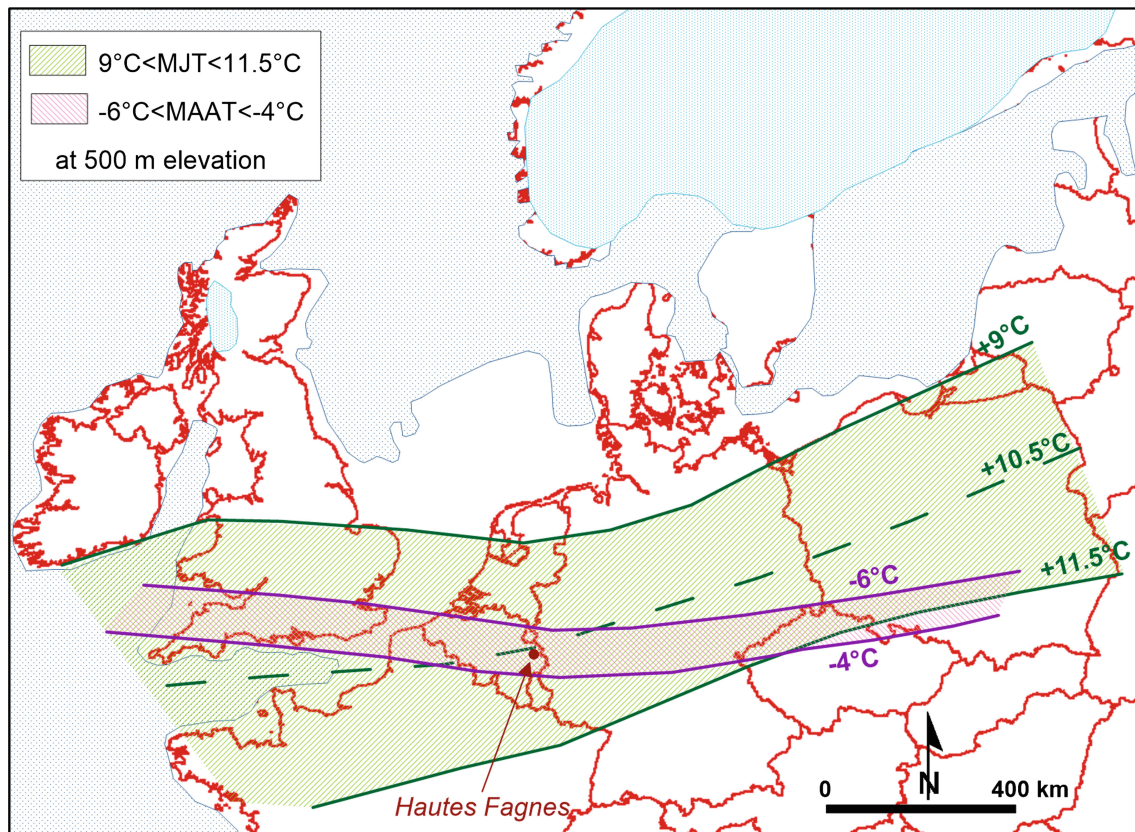 9°C<MJT<11.5°C
-6°C<MAAT<-4°C
at 500 m elevation
+9°C
+10.5°C
+11.5°C
-6°C
-4°C
Hautes Fagnes
0 N 400 km